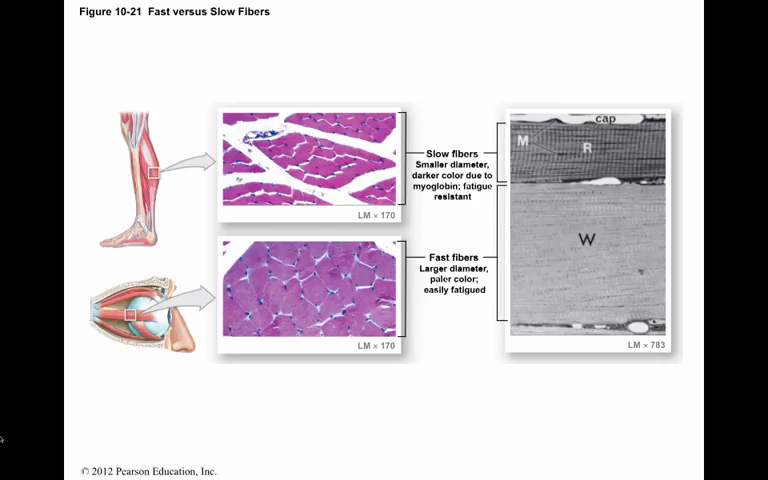 Figure 10-21 Fast versus Slow Fibers
LM × 170
Slow fibers
Smaller diameter,
darker color due to
myoglobin; fatigue
resistant
LM × 170
Fast fibers
Larger diameter,
paler color;
easily fatigued
cap
M
R
W
LM × 783
© 2012 Pearson Education, Inc.